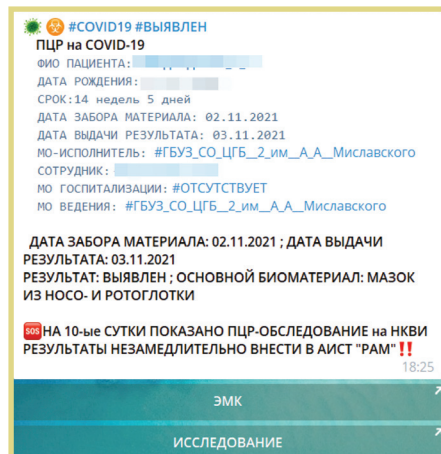 #COVID19 #ВЫЯВЛЕН
ПЦР на COVID-19
ФИО ПАЦИЕНТА:
ДАТА РОЖДЕНИЯ:
СРОК:14 недель 5 дней
ДАТА ЗАБОРА МАТЕРИАЛА: 02.11.2021
ДАТА ВЫДАЧИ РЕЗУЛЬТАТА: 03.11.2021
МО-ИСПОЛНИТЕЛЬ: #ГБУЗ_СО_ЦГБ__2_им__А_А__Миславского
СОТРУДНИК:
МО ГОСПИТАЛИЗАЦИИ: #ОТСУТСТВУЕТ
МО ВЕДЕНИЯ: #ГБУЗ_СО_ЦГБ__2_им__А_А__Миславского
ДАТА ЗАБОРА МАТЕРИАЛА: 02.11.2021 ; ДАТА ВЫДАЧИ
РЕЗУЛЬТАТА: 03.11.2021
РЕЗУЛЬТАТ: ВЫЯВЛЕН ; ОСНОВНОЙ БИОМАТЕРИАЛ: МАЗОК
ИЗ НОСО- И РОТОГЛОТКИ
🆘НА 10-ые СУТКИ ПОКАЗАНО ПЦР-ОБСЛЕДОВАНИЕ на НКВИ
РЕЗУЛЬТАТЫ НЕЗАМЕДЛИТЕЛЬНО ВНЕСТИ В АИСТ "РАМ"‼
18:25
ЭМК
ИССЛЕДОВАНИЕ